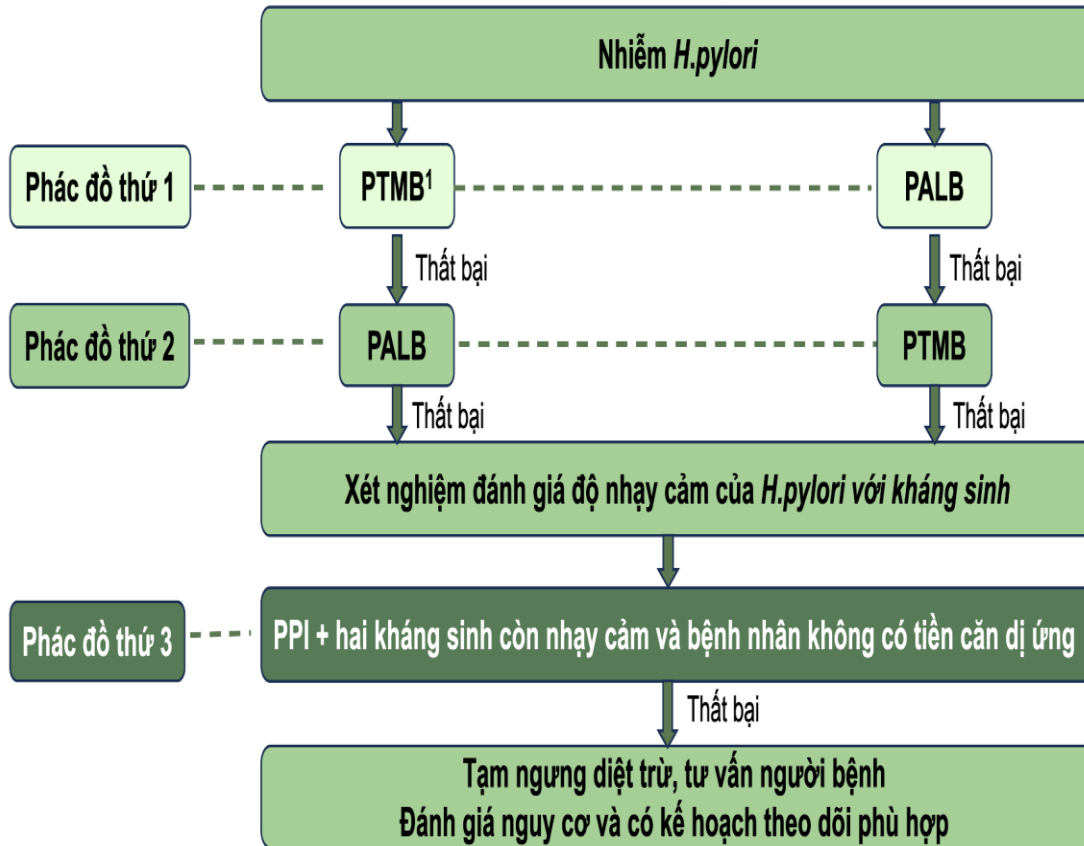 Nhiễm H.pylori
Phác đồ thứ 1
PTMB¹
PALB
Thất bại
Thất bại
Phác đồ thứ 2
PALB
PTMB
Thất bại
Thất bại
Xét nghiệm đánh giá độ nhạy cảm của H.pylori với kháng sinh
Phác đồ thứ 3
PPI + hai kháng sinh còn nhạy cảm và bệnh nhân không có tiền căn dị ứng
Thất bại
Tạm ngưng diệt trừ, tư vấn người bệnh
Đánh giá nguy cơ và có kế hoạch theo dõi phù hợp